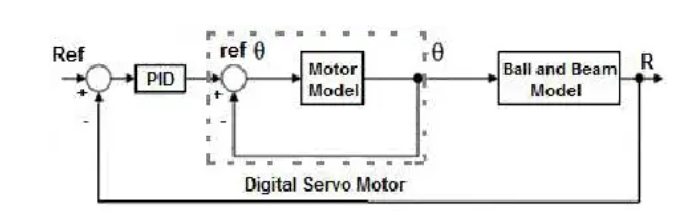 Ref
+
-
PID
ref θ
+
-
Motor
Model
θ
Ball and Beam
Model
R
Digital Servo Motor